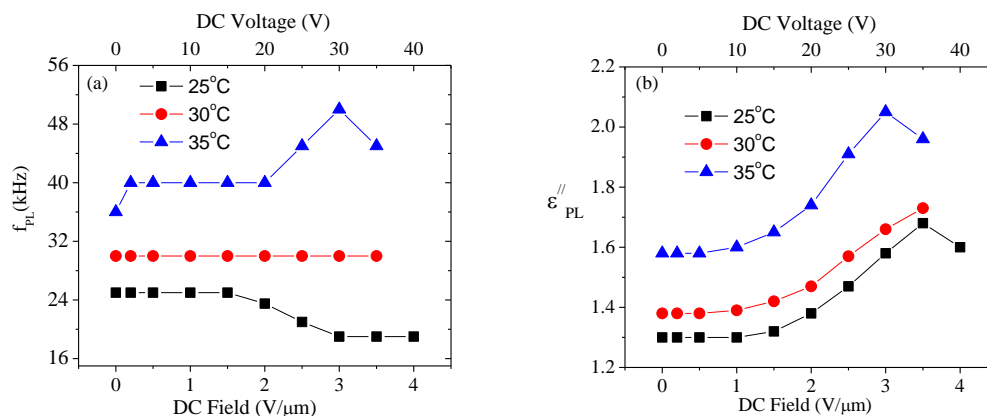 DC Voltage (V)
0 10 20 30 40
(a)
25°C
30°C
35°C
56
48
40
32
24
16
f_PL (kHz)
0 1 2 3 4
DC Field (V/μm)
DC Voltage (V)
0 10 20 30 40
(b)
25°C
30°C
35°C
2.2
2.0
1.8
1.6
1.4
1.2
ε″_PL
0 1 2 3 4
DC Field (V/μm)